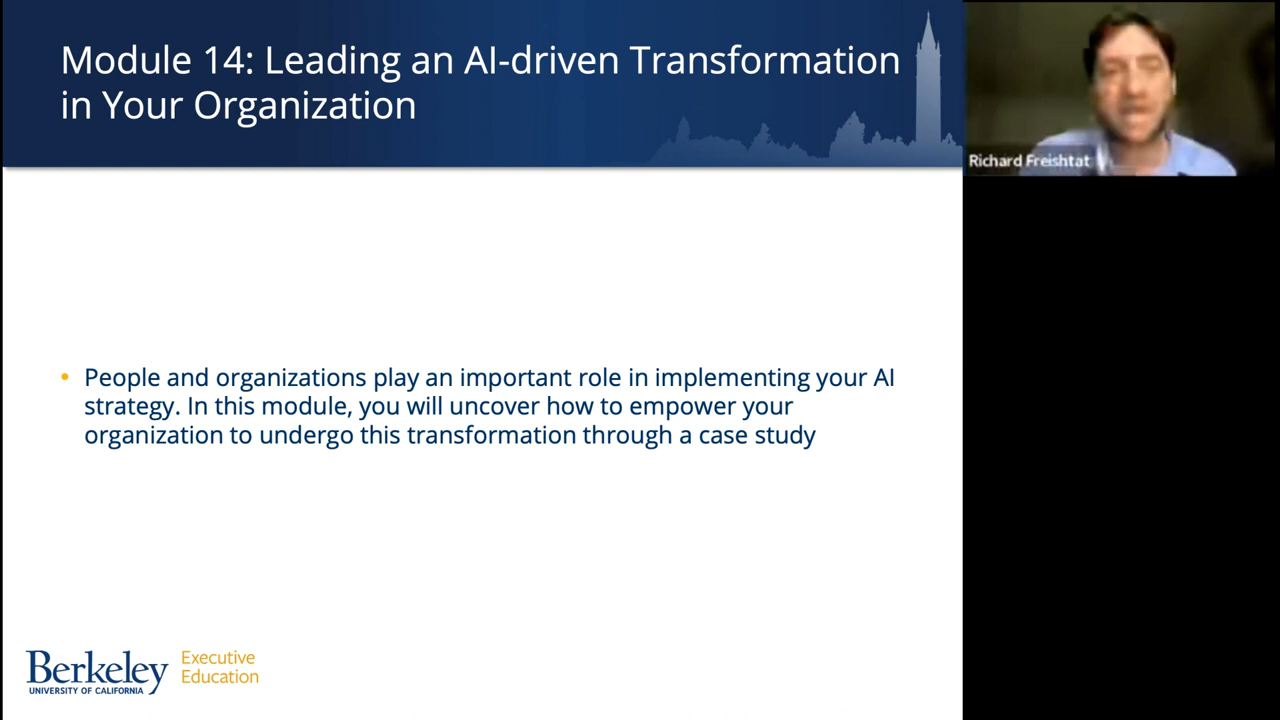 Module 14: Leading an AI-driven Transformation
in Your Organization
Richard Freishtat
• People and organizations play an important role in implementing your AI
strategy. In this module, you will uncover how to empower your
organization to undergo this transformation through a case study
Berkeley
UNIVERSITY OF CALIFORNIA
Executive
Education